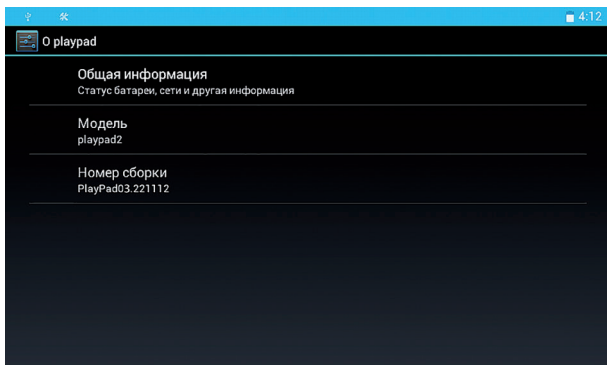 4:12
О playpad
Общая информация
Статус батареи, сети и другая информация
Модель
playpad2
Номер сборки
PlayPad03.221112